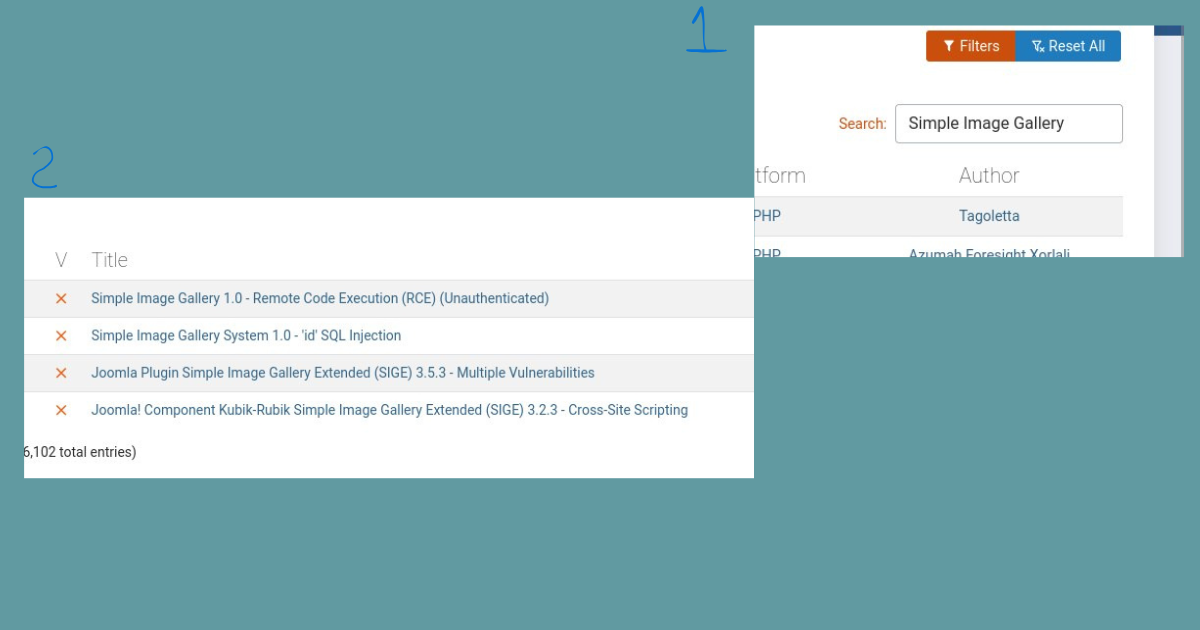 1
Filters Reset All
Search: Simple Image Gallery
tform Author
PHP Tagoletta
PHP Azumah Foresight Xorlali
2
V Title
Simple Image Gallery 1.0 - Remote Code Execution (RCE) (Unauthenticated)
Simple Image Gallery System 1.0 - 'id' SQL Injection
Joomla Plugin Simple Image Gallery Extended (SIGE) 3.5.3 - Multiple Vulnerabilities
Joomla! Component Kubik-Rubik Simple Image Gallery Extended (SIGE) 3.2.3 - Cross-Site Scripting
6,102 total entries)